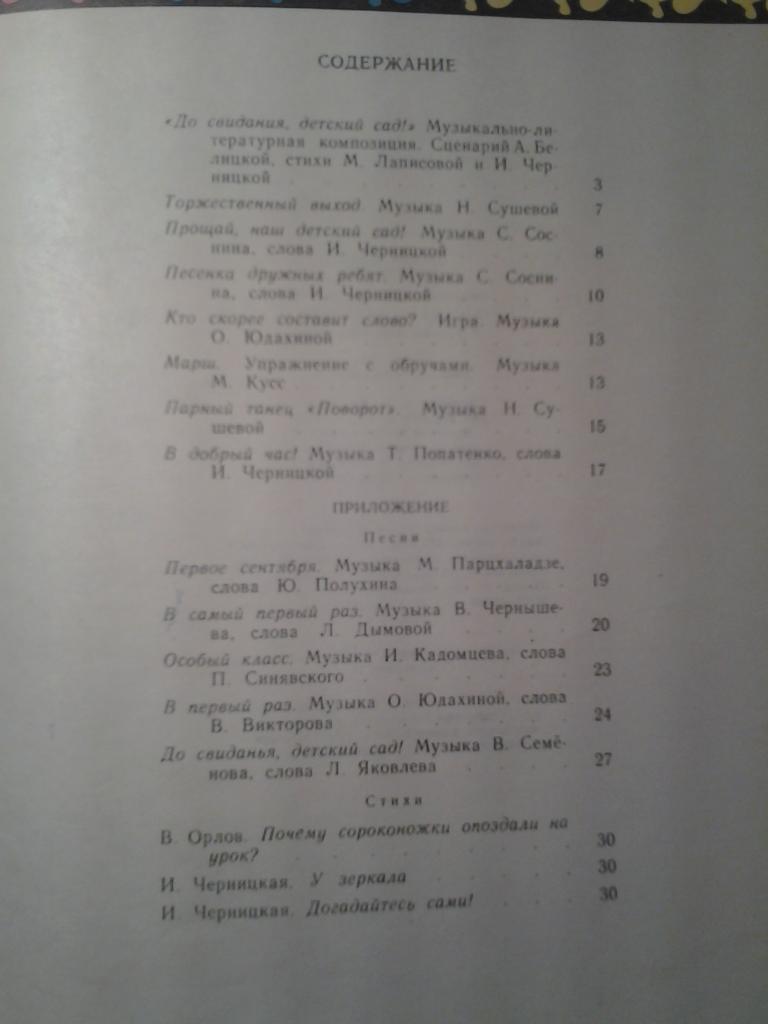 СОДЕРЖАНИЕ
«До свидания, детский сад!» Музыкально-ли-
тературная композиция. Сценарий А. Бе-
лицкой, стихи М. Лаписовой и И. Чер-
ницкой . . . . . . . . 3
Торжественный выход. Музыка Н. Сушевой 7
Прощай, наш детский сад! Музыка С. Сос-
нина, слова И. Черницкой . . . . 8
Песенка дружных ребят. Музыка С. Сосни-
на, слова И. Черницкой . . . . 10
Кто скорее составит слово? Игра. Музыка
О. Юдахиной . . . . . . . 13
Марш. Упражнение с обручами. Музыка
М. Кусс . . . . . . . . 13
Парный танец «Поворот». Музыка Н. Су-
шевой . . . . . . . . 15
В добрый час! Музыка Т. Попатенко, слова
И. Черницкой . . . . . . . 17
ПРИЛОЖЕНИЕ
Песни
Первое сентября. Музыка М. Парцхаладзе,
слова Ю. Полухина . . . . . 19
В самый первый раз. Музыка В. Черныше-
ва, слова Л. Дымовой . . . . 20
Особый класс. Музыка И. Кадомцева, слова
П. Синявского . . . . . . 23
В первый раз. Музыка О. Юдахиной, слова
В. Викторова . . . . . . . 24
До свиданья, детский сад! Музыка В. Семё-
нова, слова Л. Яковлева . . . . 27
Стихи
В. Орлов. Почему сороконожки опоздали на
урок? . . . . . . . . 30
И. Черницкая. У зеркала . . . . 30
И. Черницкая. Догадайтесь сами! . . . 30